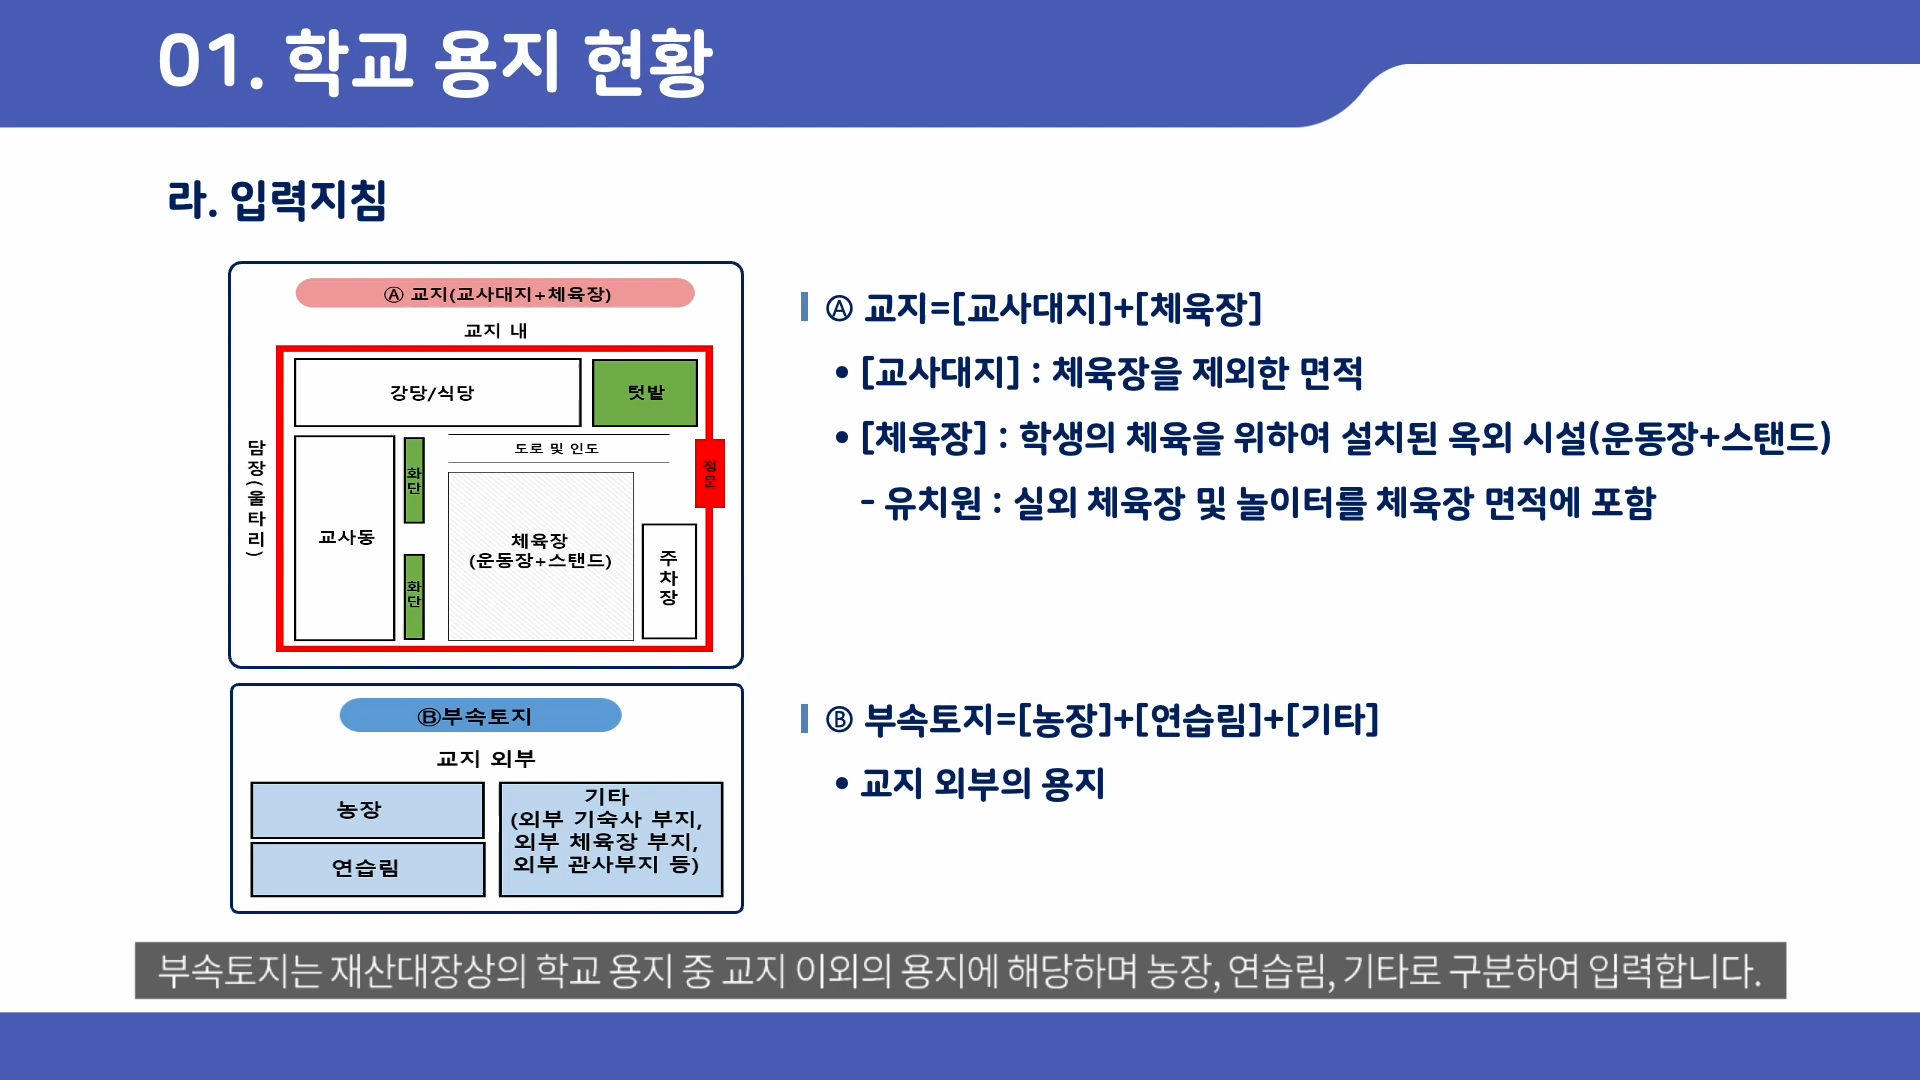 01. 학교 용지 현황
라. 입력지침
Ⓐ 교지(교사대지+체육장)
교지 내
담장(울타리)
강당/식당
텃밭
도로 및 인도
화단
정문
교사동
체육장
(운동장+스탠드)
화단
주차장
Ⓑ부속토지
교지 외부
농장
연습림
기타
(외부 기숙사 부지,
외부 체육장 부지,
외부 관사부지 등)
Ⓐ 교지=[교사대지]+[체육장]
• [교사대지] : 체육장을 제외한 면적
• [체육장] : 학생의 체육을 위하여 설치된 옥외 시설(운동장+스탠드)
- 유치원 : 실외 체육장 및 놀이터를 체육장 면적에 포함
Ⓑ 부속토지=[농장]+[연습림]+[기타]
• 교지 외부의 용지
부속토지는 재산대장상의 학교 용지 중 교지 이외의 용지에 해당하며 농장, 연습림, 기타로 구분하여 입력합니다.